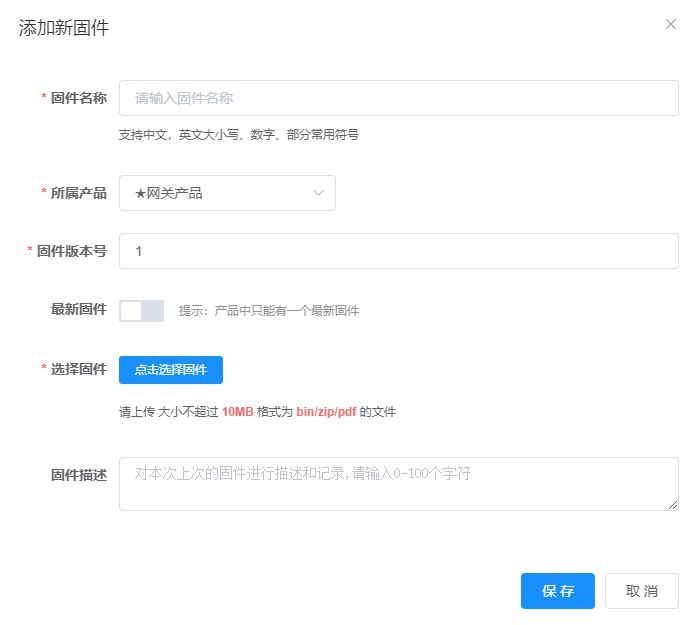 添加新固件
* 固件名称 请输入固件名称
支持中文，英文大小写、数字、部分常用符号
* 所属产品 ★网关产品
* 固件版本号 1
最新固件 提示：产品中只能有一个最新固件
* 选择固件 点击选择固件
请上传 大小不超过 10MB 格式为 bin/zip/pdf 的文件
固件描述 对本次上次的固件进行描述和记录,请输入0-100个字符
保 存 取 消